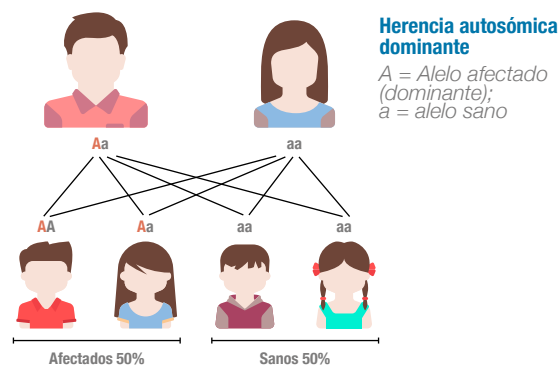 Herencia autosómica
dominante
A = Alelo afectado
(dominante);
a = alelo sano
Aa
aa
AA
Aa
aa
aa
Afectados 50%
Sanos 50%